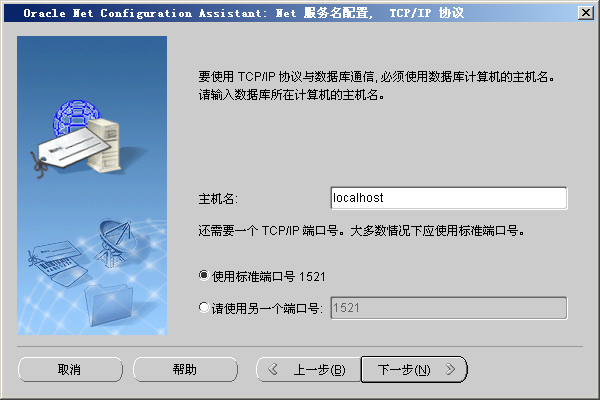 Oracle Net Configuration Assistant: Net 服务名配置, TCP/IP 协议
要使用 TCP/IP 协议与数据库通信, 必须使用数据库计算机的主机名。
请输入数据库所在计算机的主机名。
主机名: localhost
还需要一个 TCP/IP 端口号。大多数情况下应使用标准端口号。
使用标准端口号 1521
请使用另一个端口号: 1521
取消 帮助 上一步(B) 下一步(N)